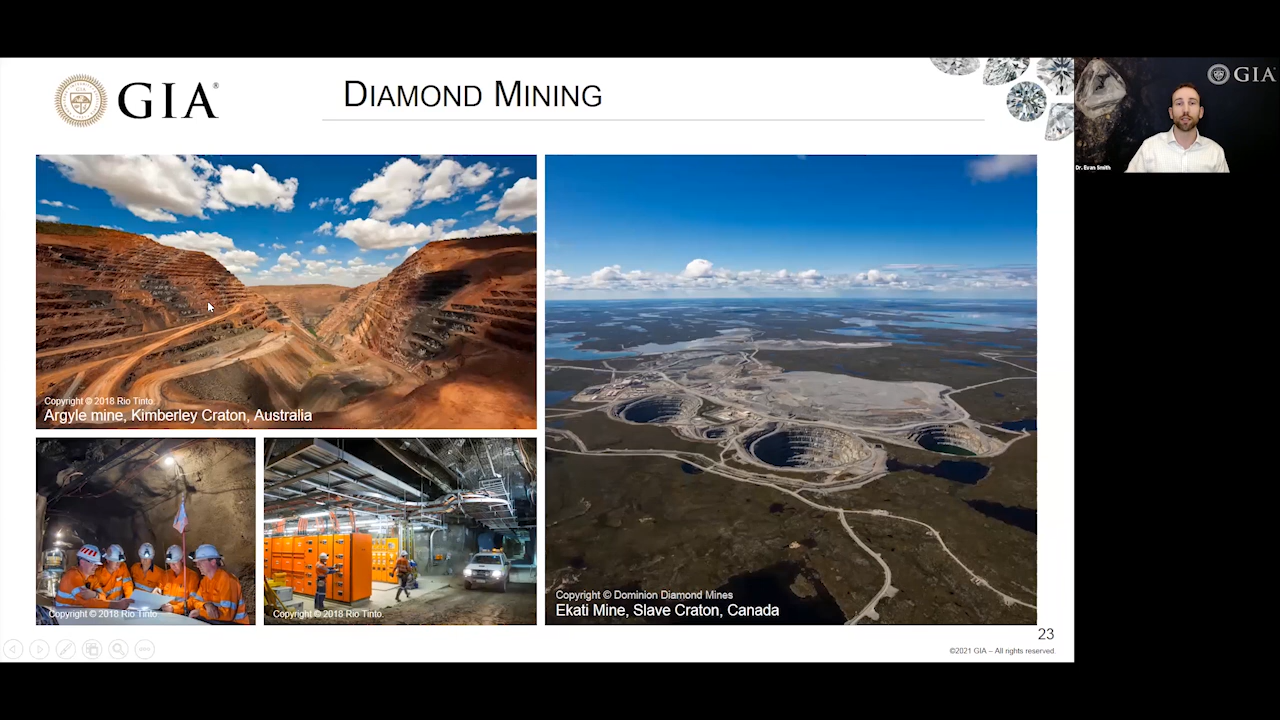 GIA®
DIAMOND MINING
GIA
Dr. Evan Smith
Copyright © 2018 Rio Tinto.
Argyle mine, Kimberley Craton, Australia
Copyright © 2018 Rio Tinto
Copyright © 2018 Rio Tinto.
Copyright © Dominion Diamond Mines
Ekati Mine, Slave Craton, Canada
23
©2021 GIA – All rights reserved.